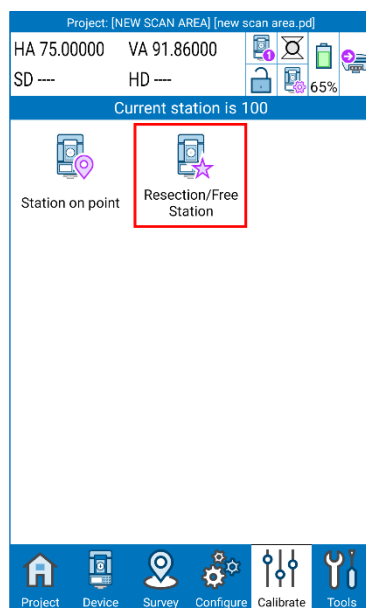 Project: [NEW SCAN AREA] [new scan area.pd]
HA 75.00000 VA 91.86000
SD ---- HD ----
1
65%
Current station is 100
Station on point
Resection/Free
Station
Project Device Survey Configure Calibrate Tools